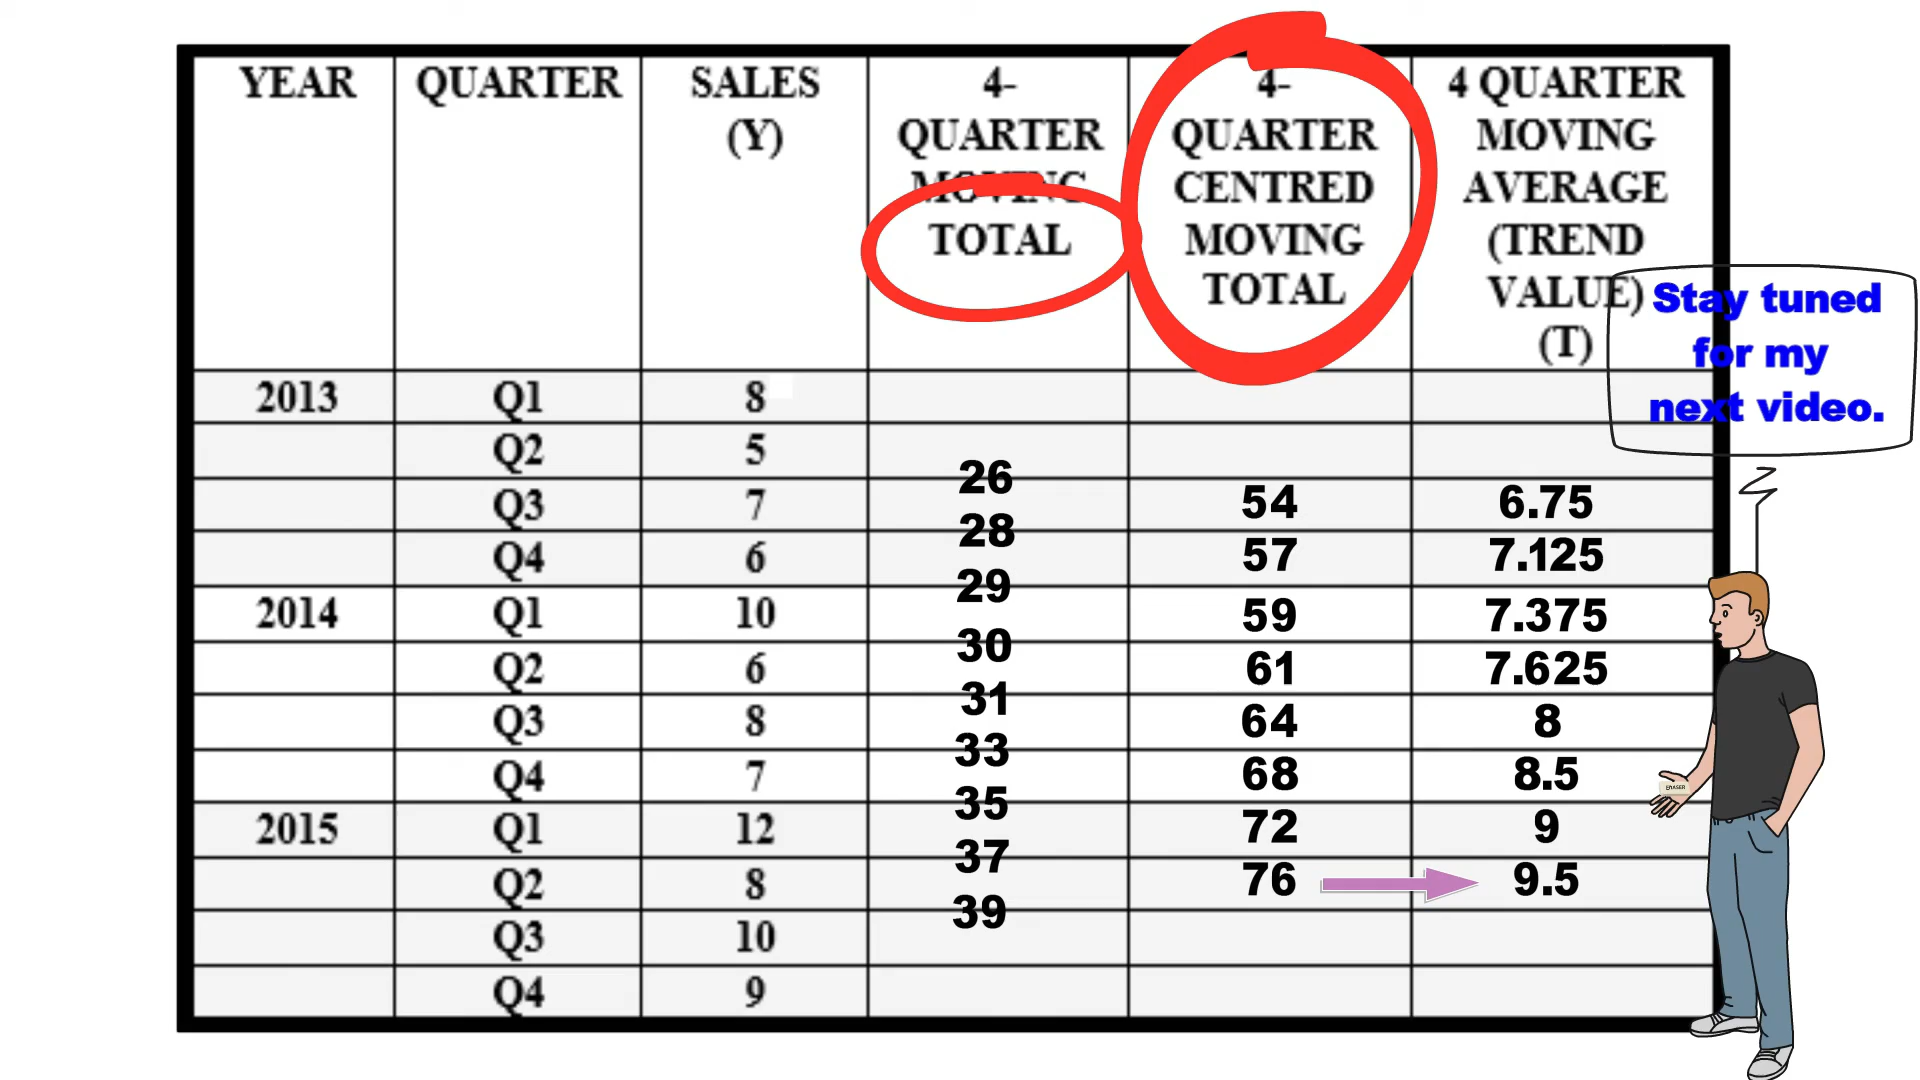 YEAR QUARTER SALES (Y) 4-QUARTER MOVING TOTAL 4-QUARTER CENTRED MOVING TOTAL 4 QUARTER MOVING AVERAGE (TREND VALUE) (T)
Stay tuned
for my
next video.
2013 Q1 8
Q2 5
26
Q3 7 54 6.75
28
Q4 6 57 7.125
29
2014 Q1 10 59 7.375
30
Q2 6 61 7.625
31
Q3 8 64 8
33
Q4 7 68 8.5
35
2015 Q1 12 72 9
37
Q2 8 76 9.5
39
Q3 10
Q4 9
ERASER